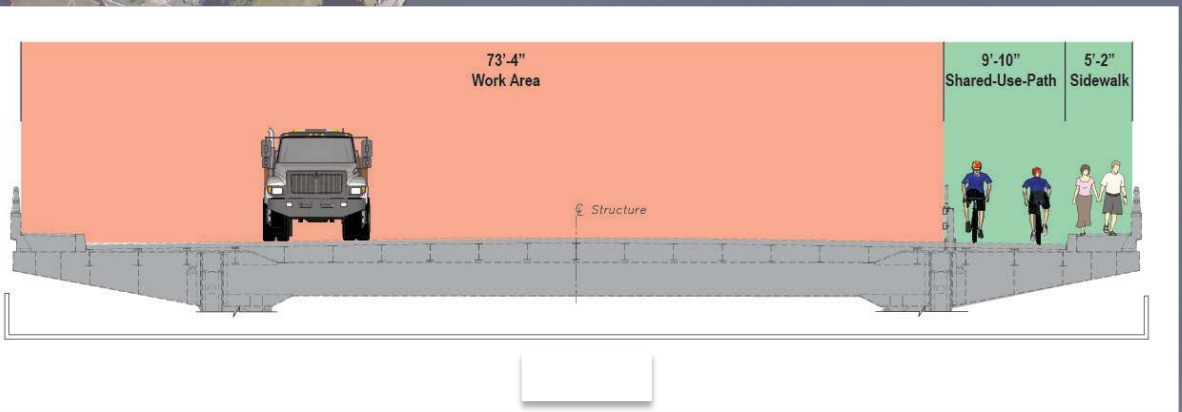 73'-4"
Work Area
9'-10"
Shared-Use-Path
5'-2"
Sidewalk
℄ Structure